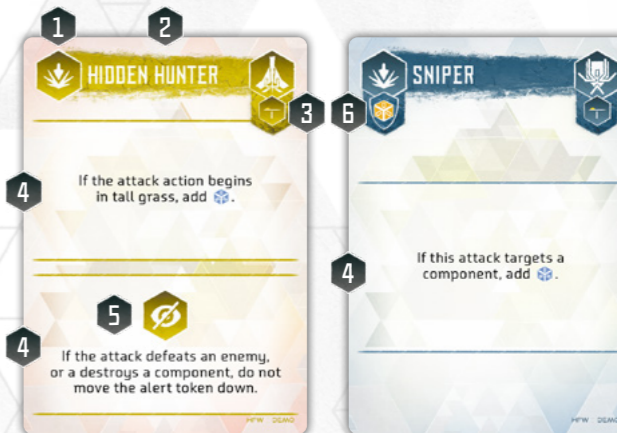 1
2
HIDDEN HUNTER
3
4
If the attack action begins
in tall grass, add .
5
4
If the attack defeats an enemy,
or a destroys a component, do not
move the alert token down.
HFW DEMO
SNIPER
6
4
If this attack targets a
component, add .
HFW DEMO